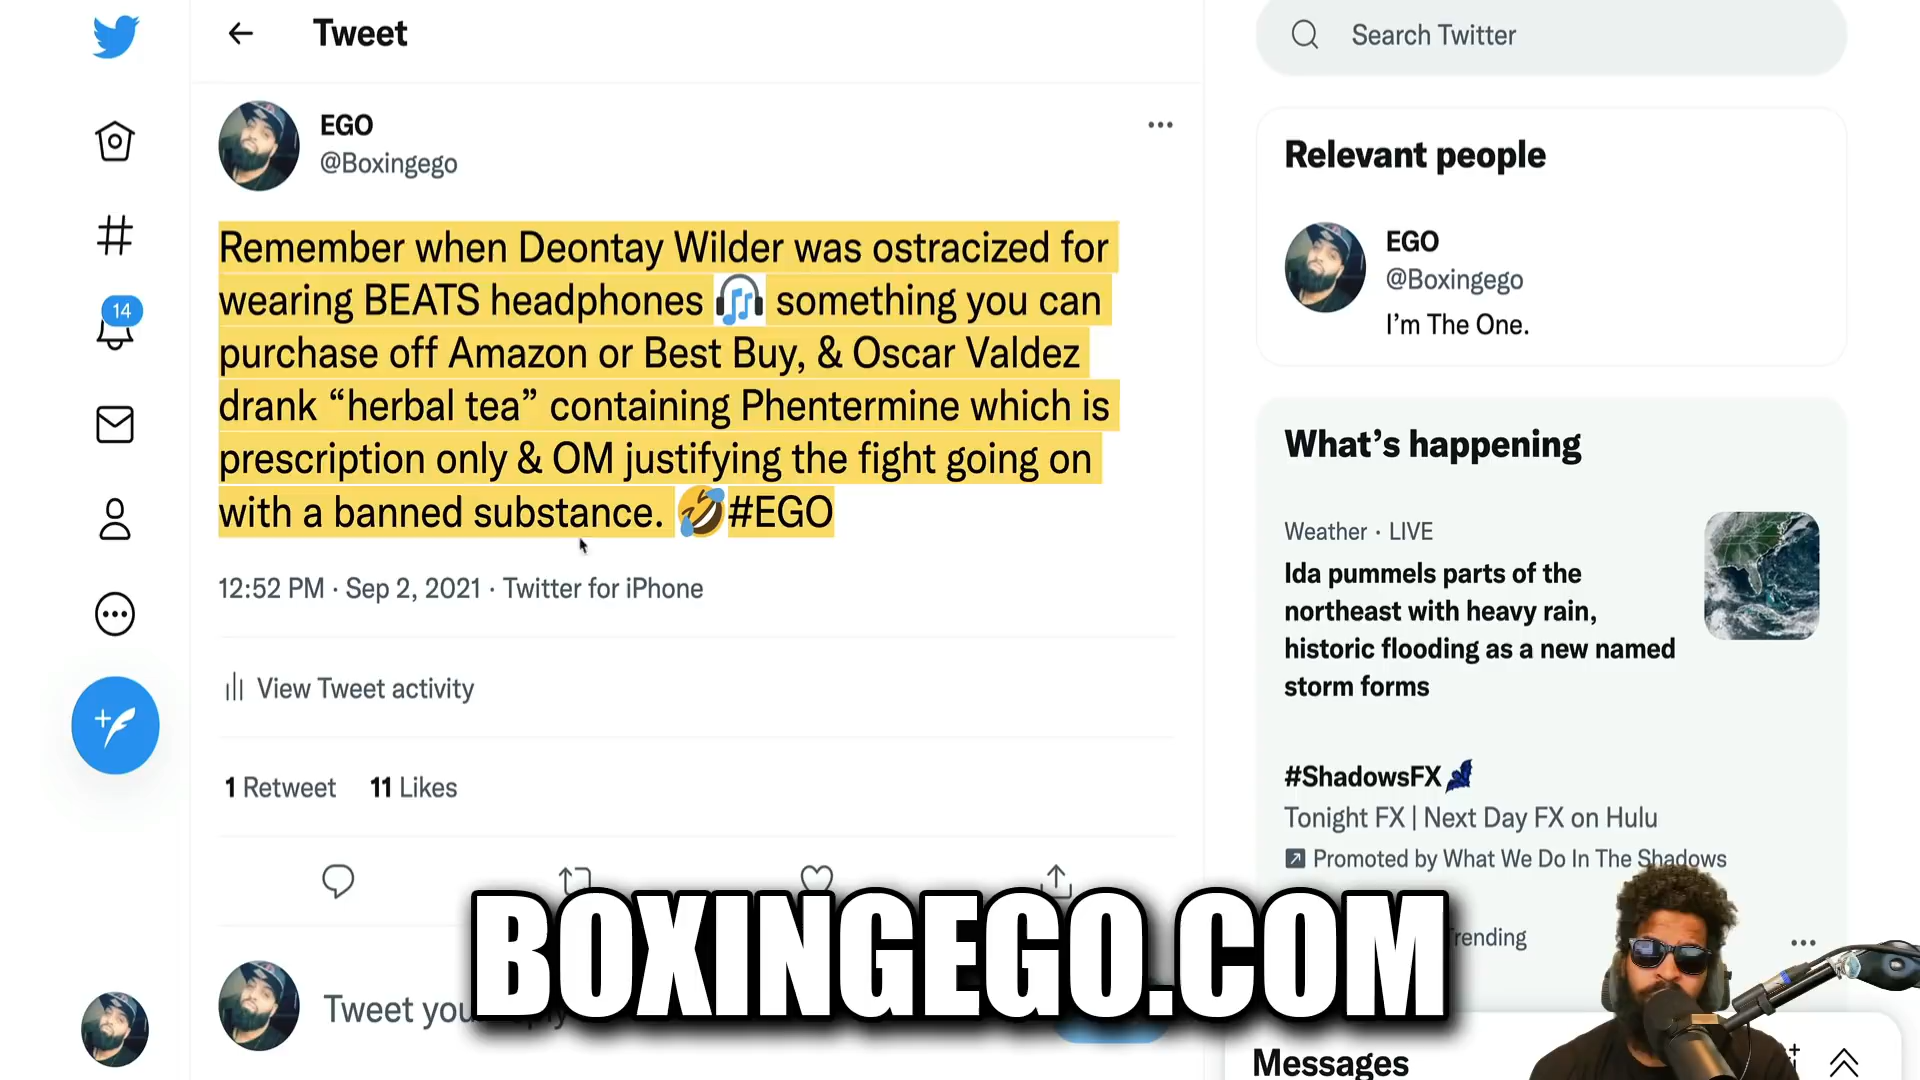 Tweet
Search Twitter
EGO
@Boxingego
Remember when Deontay Wilder was ostracized for
wearing BEATS headphones 🎧 something you can
purchase off Amazon or Best Buy, & Oscar Valdez
drank “herbal tea” containing Phentermine which is
prescription only & OM justifying the fight going on
with a banned substance. 🤣#EGO
12:52 PM · Sep 2, 2021 · Twitter for iPhone
View Tweet activity
1 Retweet 11 Likes
Tweet
14
Relevant people
EGO
@Boxingego
I’m The One.
What’s happening
Weather · LIVE
Ida pummels parts of the
northeast with heavy rain,
historic flooding as a new named
storm forms
#ShadowsFX🦇
Tonight FX | Next Day FX on Hulu
Promoted by What We Do In The Shadows
Trending
Messages
BOXINGEGO.COM